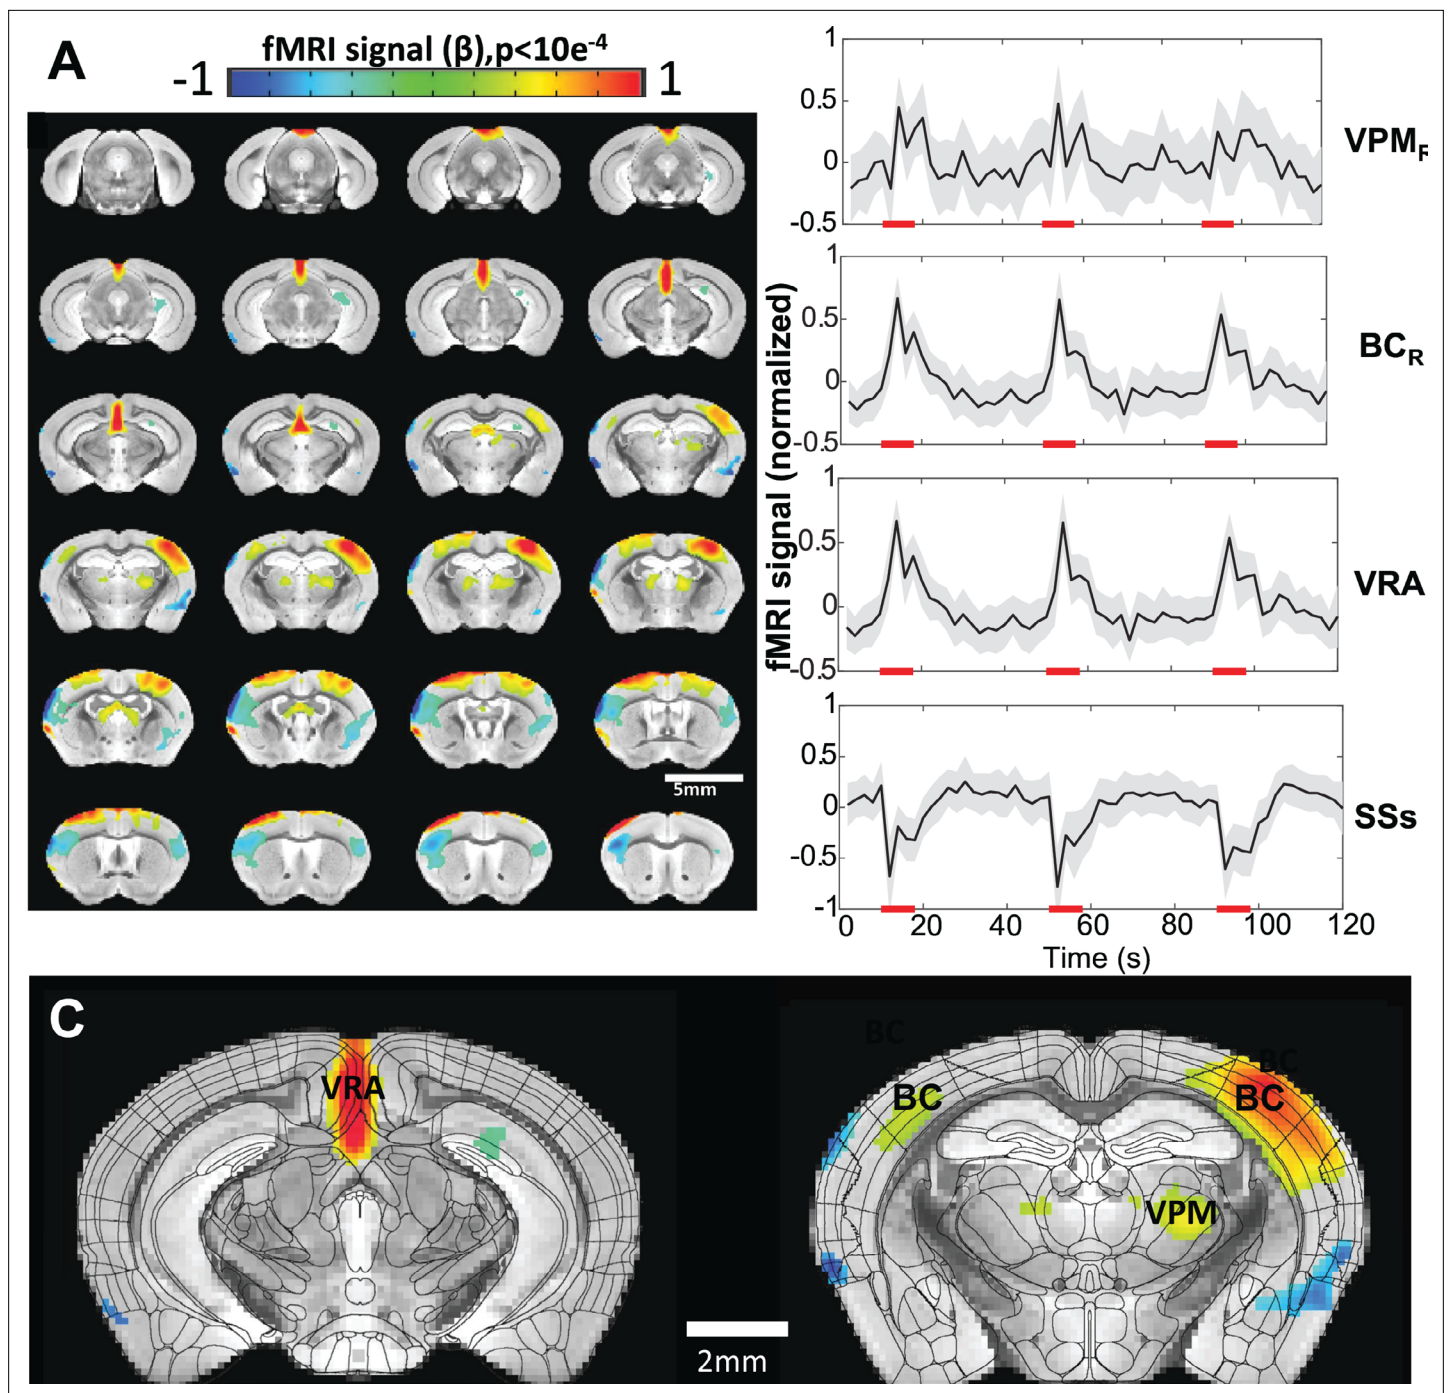 A
fMRI signal (β),p<10e-4
-1
1
5mm
fMRI signal (normalized)
1
0.5
0
-0.5
VPMR
1
0.5
0
-0.5
BCR
1
0.5
0
-0.5
VRA
1
0.5
0
-0.5
-1
SSs
0 20 40 60 80 100 120
Time (s)
C
VRA
2mm
BC
BC
BC
BC
VPM